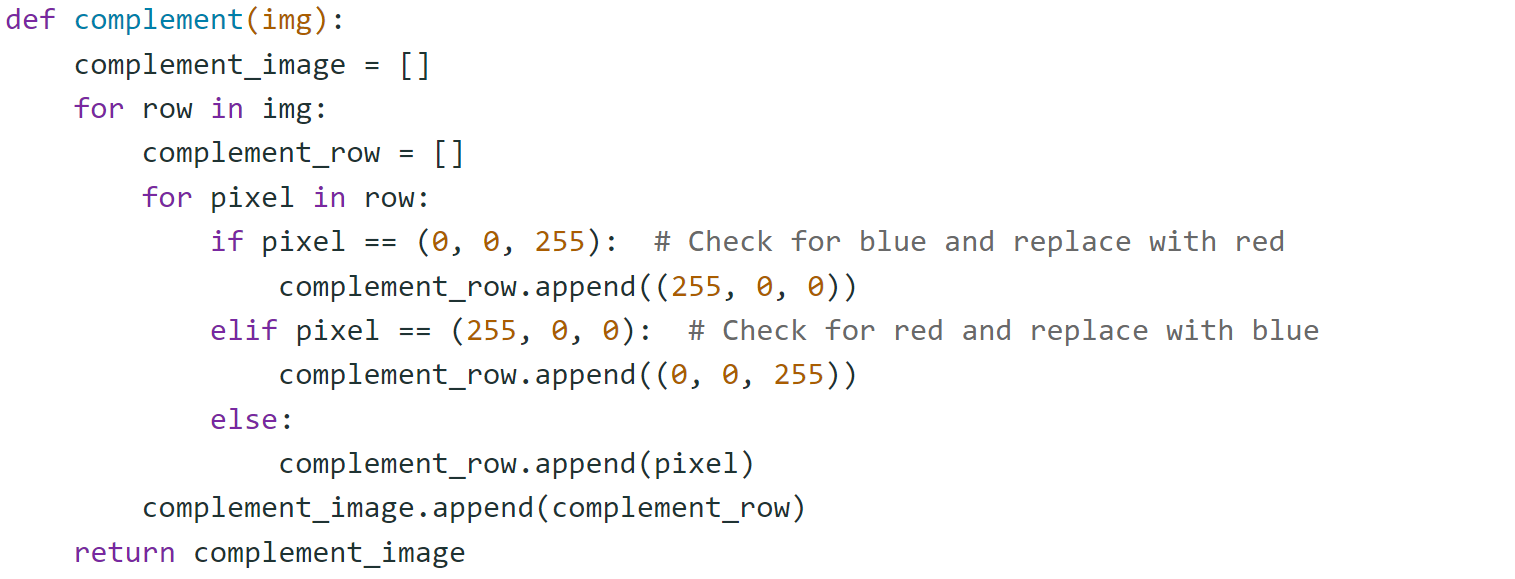 def complement(img):
    complement_image = []
    for row in img:
        complement_row = []
        for pixel in row:
            if pixel == (0, 0, 255):  # Check for blue and replace with red
                complement_row.append((255, 0, 0))
            elif pixel == (255, 0, 0):  # Check for red and replace with blue
                complement_row.append((0, 0, 255))
            else:
                complement_row.append(pixel)
        complement_image.append(complement_row)
    return complement_image